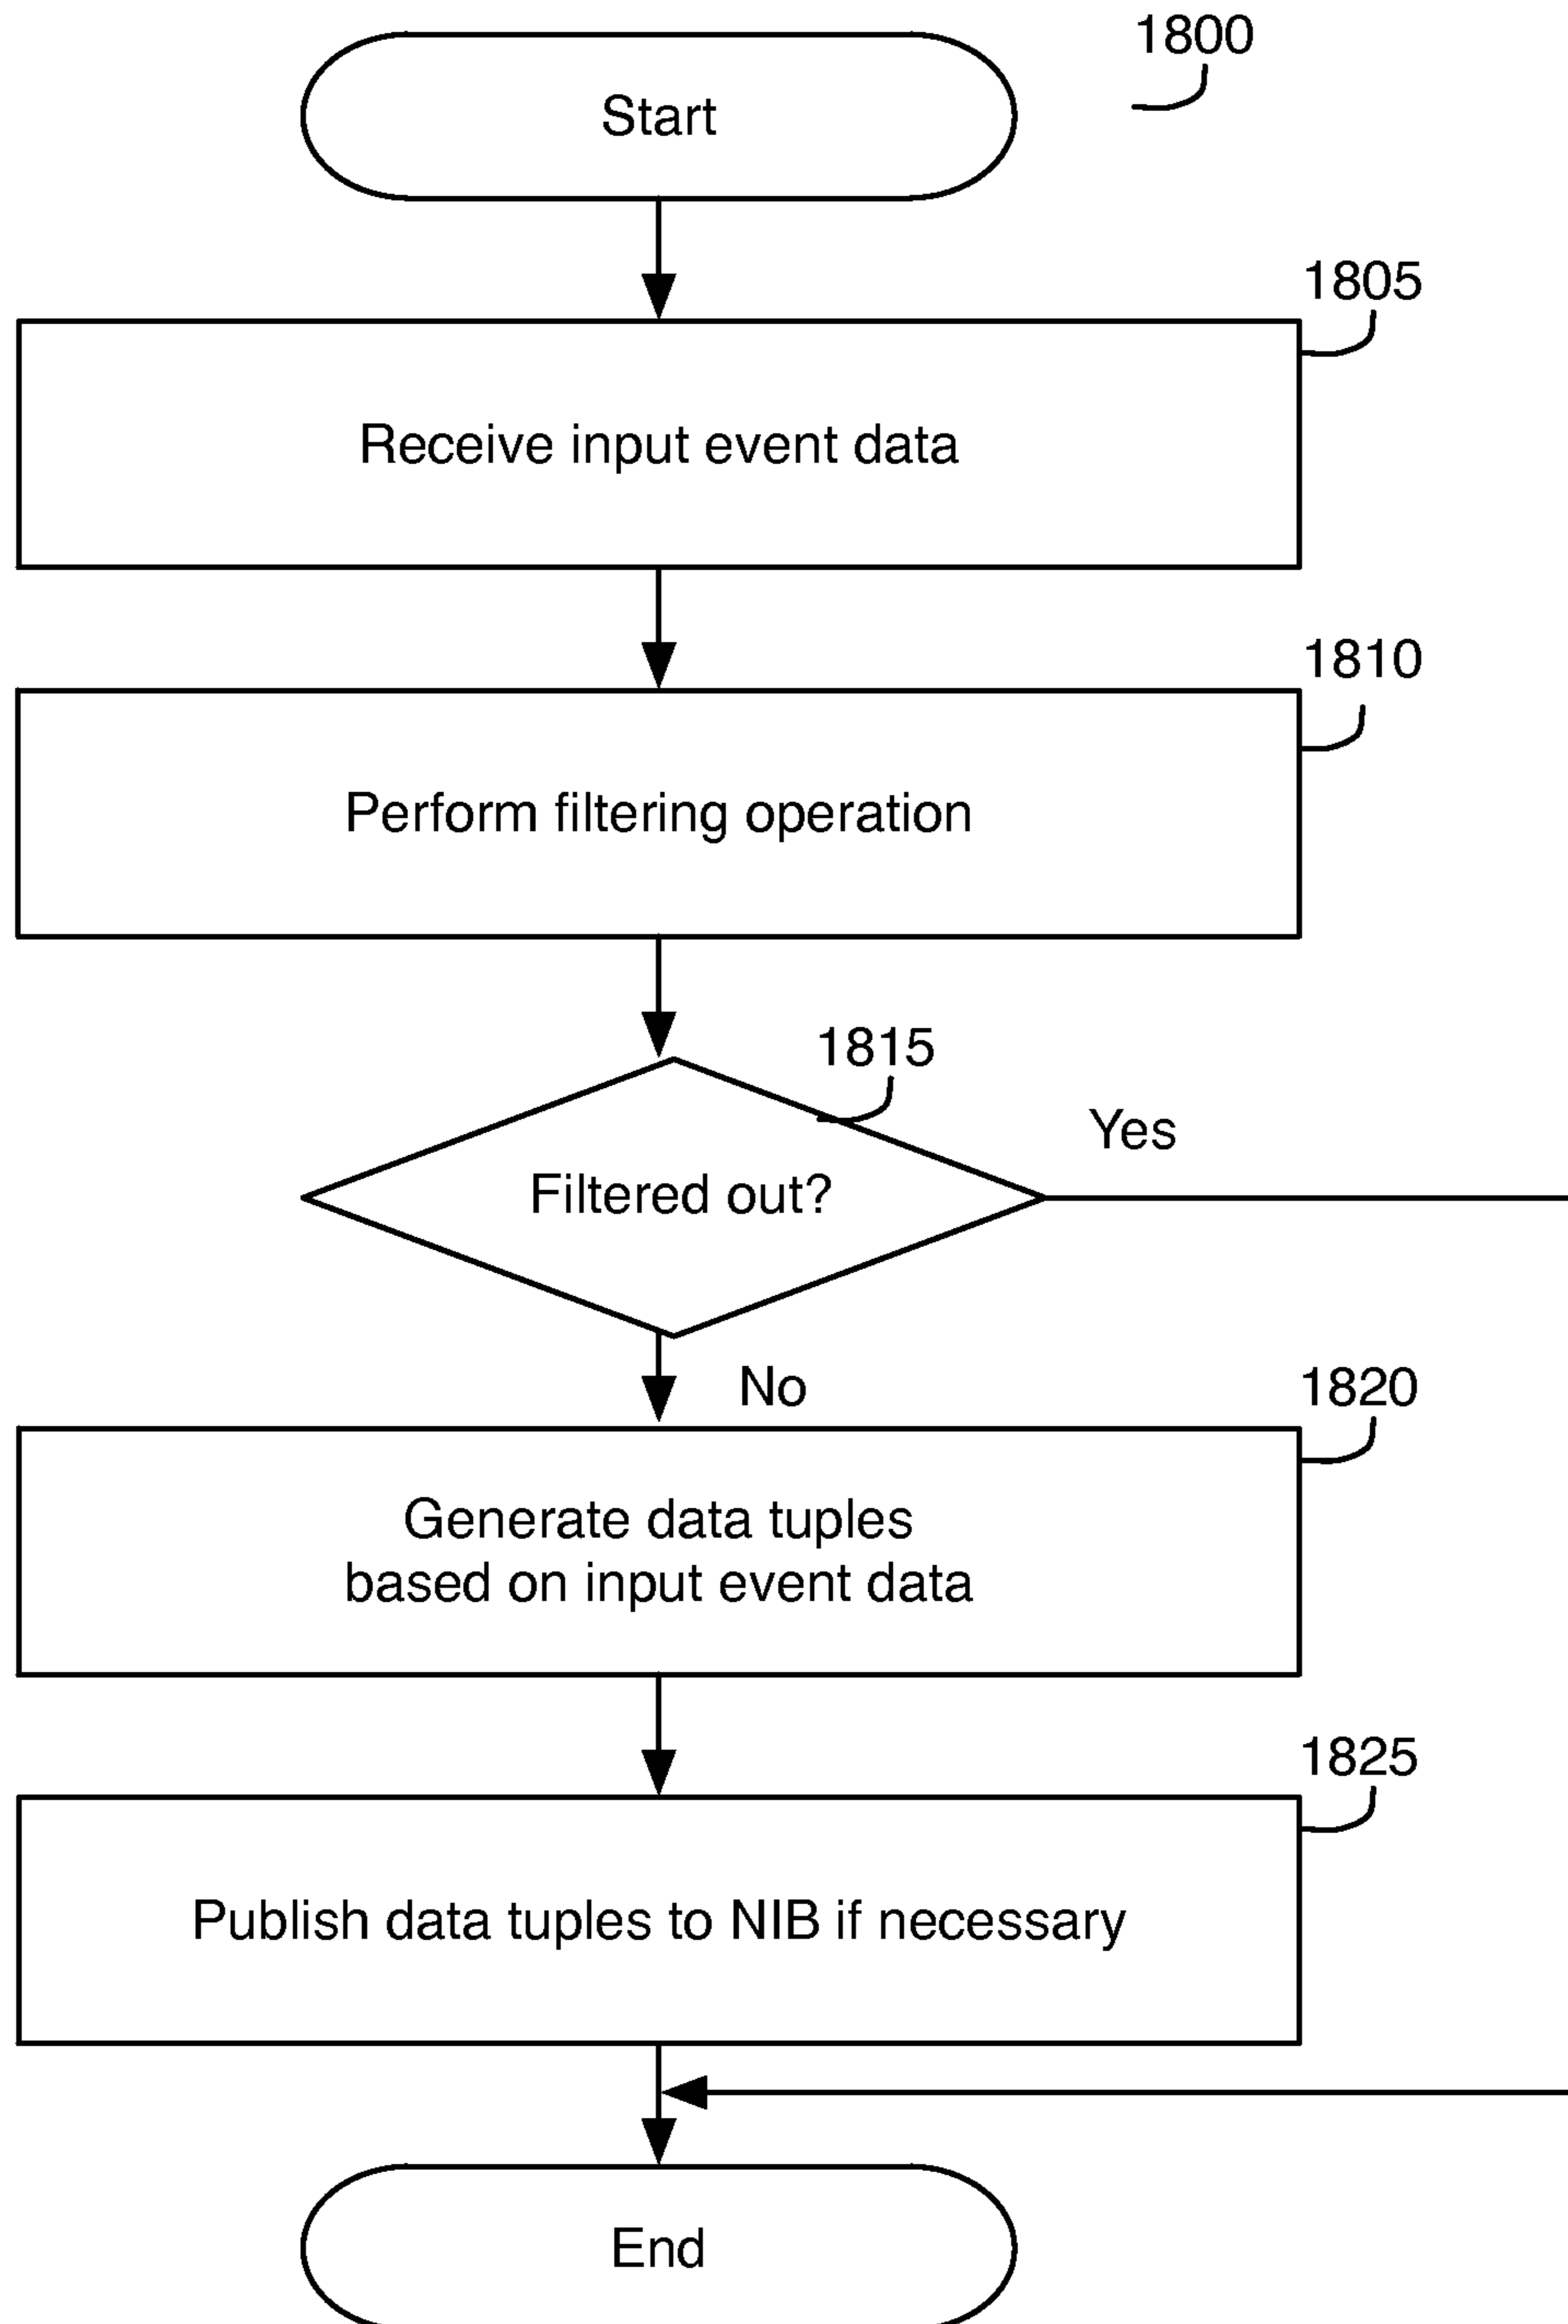 1800
Start
1805
Receive input event data
1810
Perform filtering operation
1815
Yes
Filtered out?
No
1820
Generate data tuples
based on input event data
1825
Publish data tuples to NIB if necessary
End